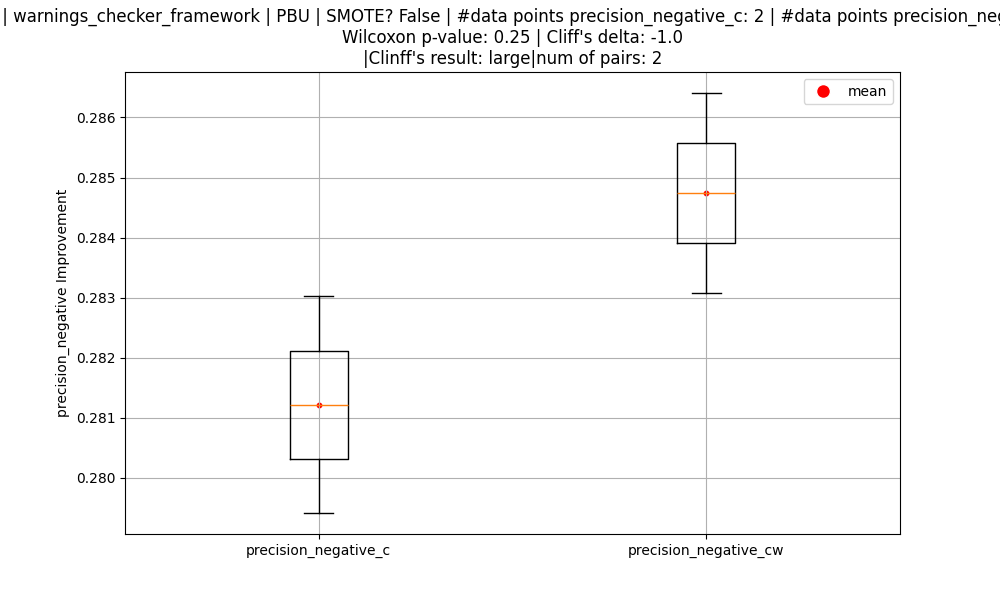 | warnings_checker_framework | PBU | SMOTE? False | #data points precision_negative_c: 2 | #data points
Wilcoxon p-value: 0.25 | Cliff's delta: -1.0
|Clinff's result: large|num of pairs: 2
mean
0.286
0.285
0.284
0.283
0.282
0.281
0.280
precision_negative Improvement
precision_negative_c
precision_negative_cw